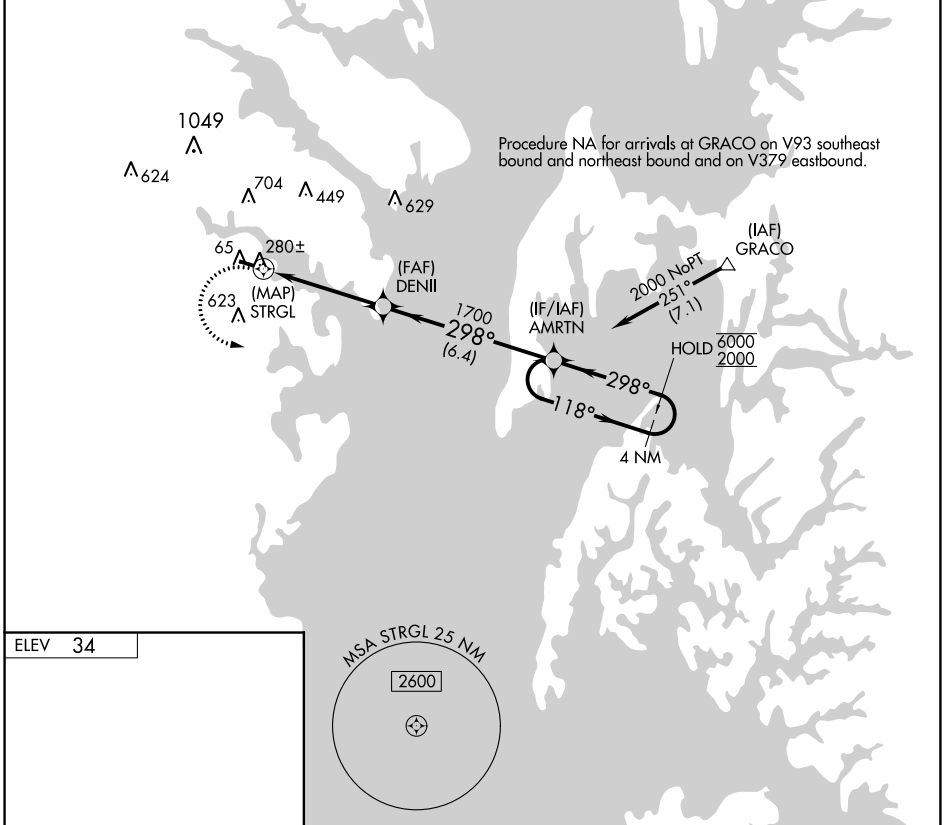 1049
624
704
449
629
Procedure NA for arrivals at GRACO on V93 southeast
bound and northeast bound and on V379 eastbound.
65
280±
(MAP)
STRGL
623
(FAF)
DENII
1700
298°
(6.4)
(IF/IAF)
AMRTN
(IAF)
GRACO
2000 NoPT
251°
(7.1)
HOLD 6000
2000
298°
118°
4 NM
ELEV 34
MSA STRGL 25 NM
2600